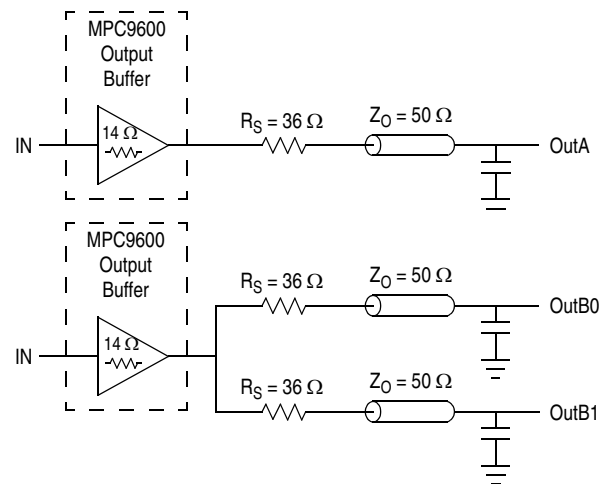 MPC9600
Output
Buffer
14 Ω
IN
R_S = 36 Ω
Z_O = 50 Ω
OutA
MPC9600
Output
Buffer
14 Ω
IN
R_S = 36 Ω
Z_O = 50 Ω
OutB0
R_S = 36 Ω
Z_O = 50 Ω
OutB1